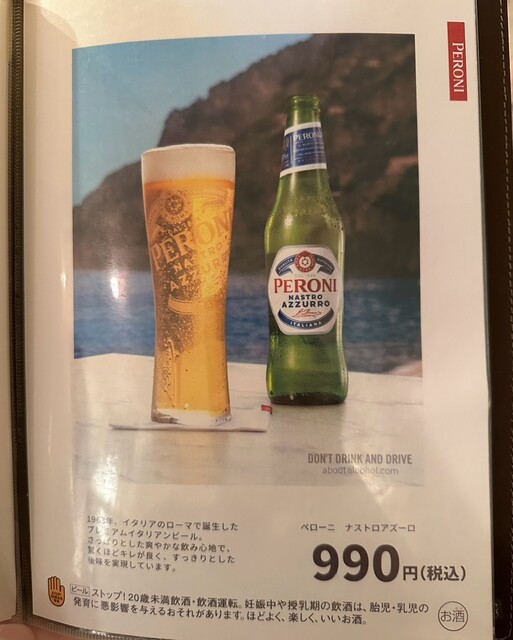 PERONI
PERONI
PERONI
NASTRO
AZZURRO
PERONI
NASTRO
AZZURRO
ITALIANA
DON'T DRINK AND DRIVE
aboutalcohol.com
1963年、イタリアのローマで誕生した
プレミアムイタリアンビール。
さっぱりとした爽やかな飲み心地で、
驚くほどキレが良く、すっきりとした
後味を実現しています。
ペローニ ナストロアズーロ
990円(税込)
ビール ストップ!20歳未満飲酒・飲酒運転。妊娠中や授乳期の飲酒は、胎児・乳児の
発育に悪影響を与えるおそれがあります。ほどよく、楽しく、いいお酒。
お酒